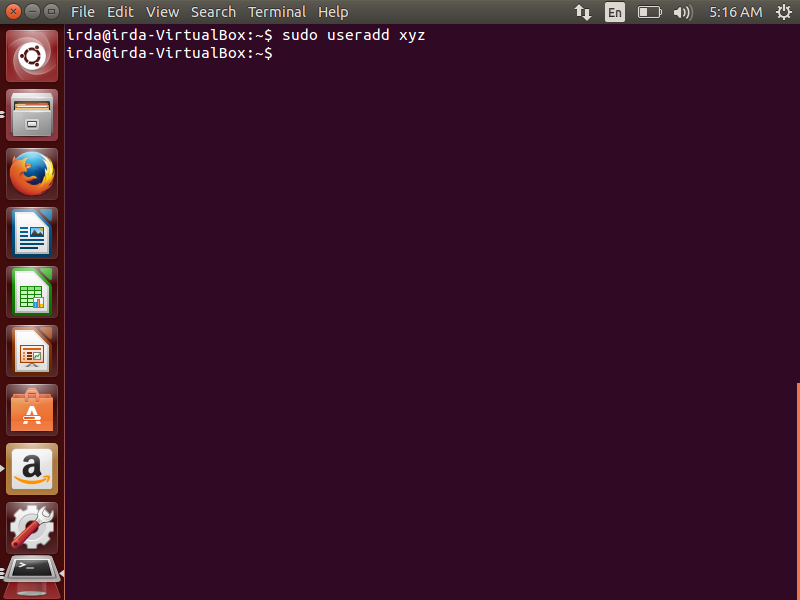 File Edit View Search Terminal Help En 5:16 AM
irda@irda-VirtualBox:~$ sudo useradd xyz
irda@irda-VirtualBox:~$
A
a
>_